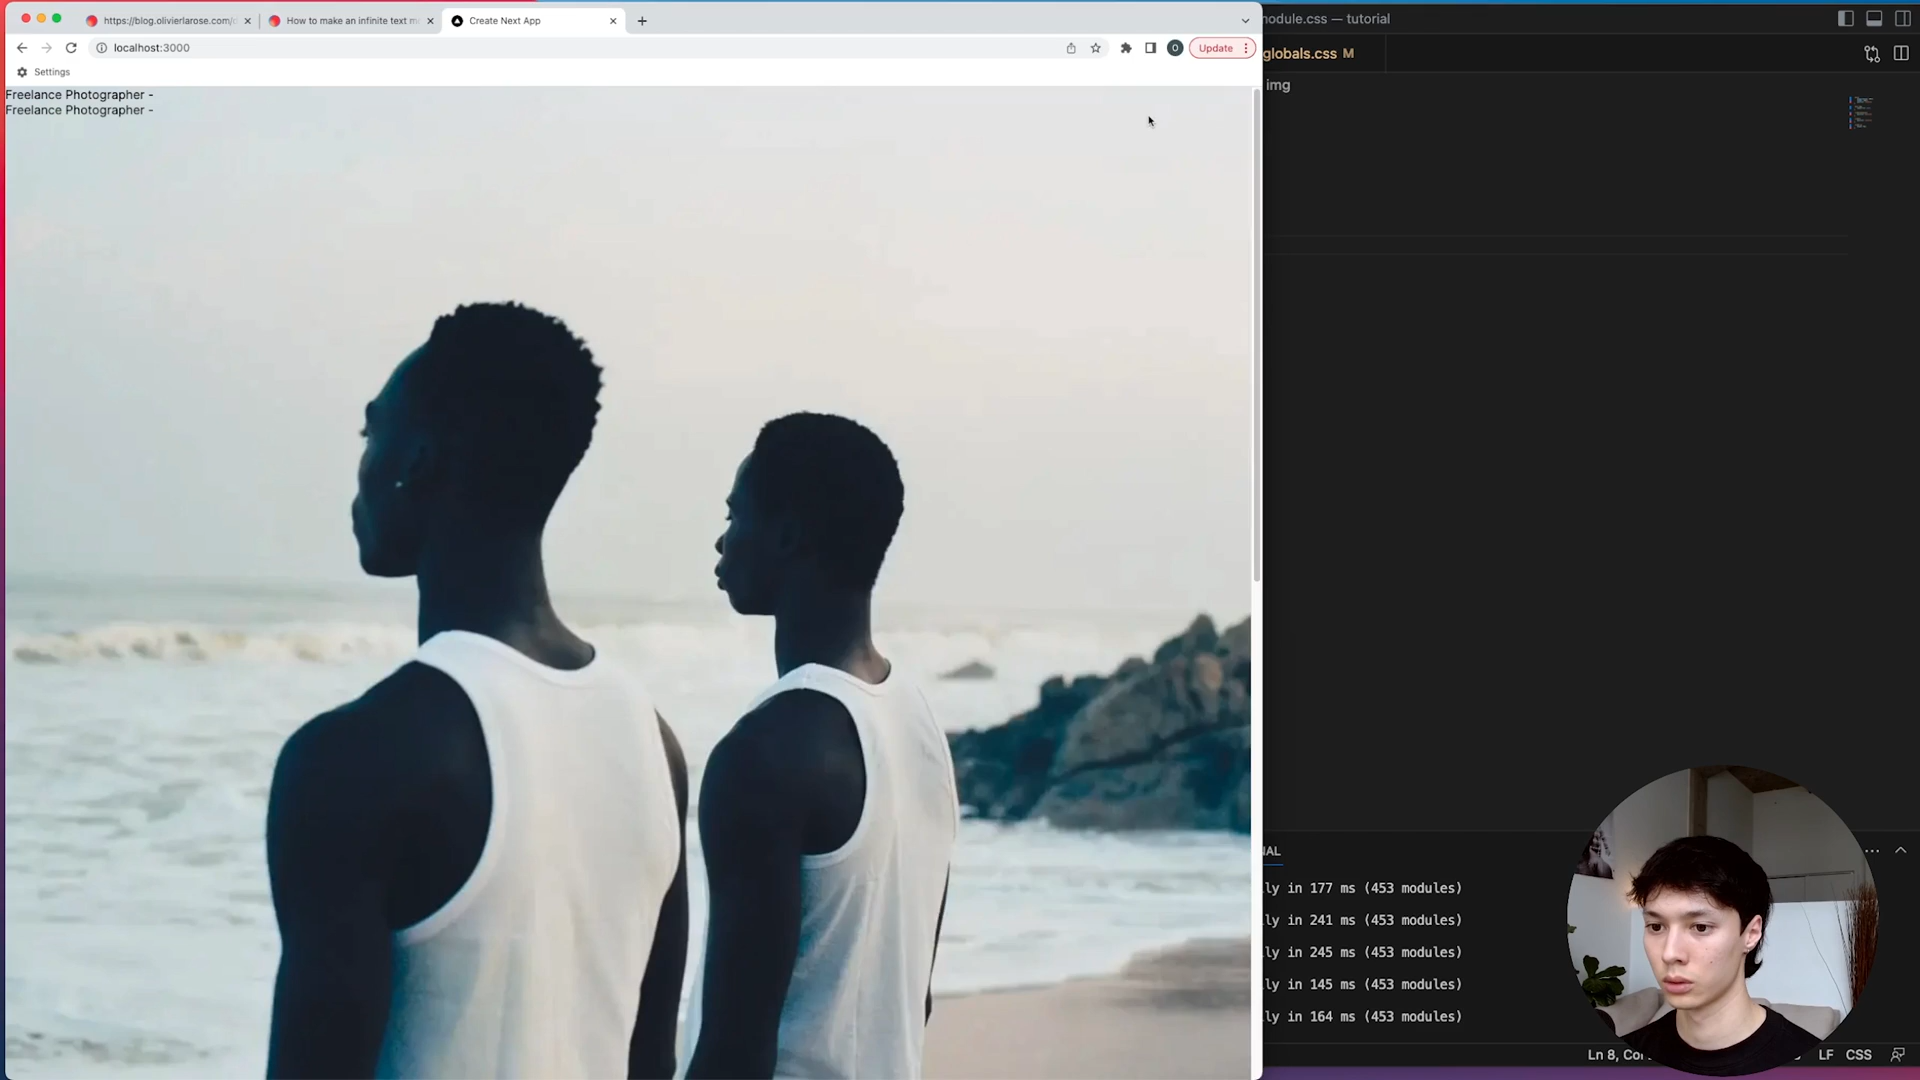 https://blog.olivierlarose.com/
How to make an infinite text m
Create Next App
odule.css — tutorial
localhost:3000
Update
globals.css M
Settings
img
Freelance Photographer -
Freelance Photographer -
ly in 177 ms (453 modules)
ly in 241 ms (453 modules)
ly in 245 ms (453 modules)
ly in 145 ms (453 modules)
ly in 164 ms (453 modules)
Ln 8, Co
LF
CSS